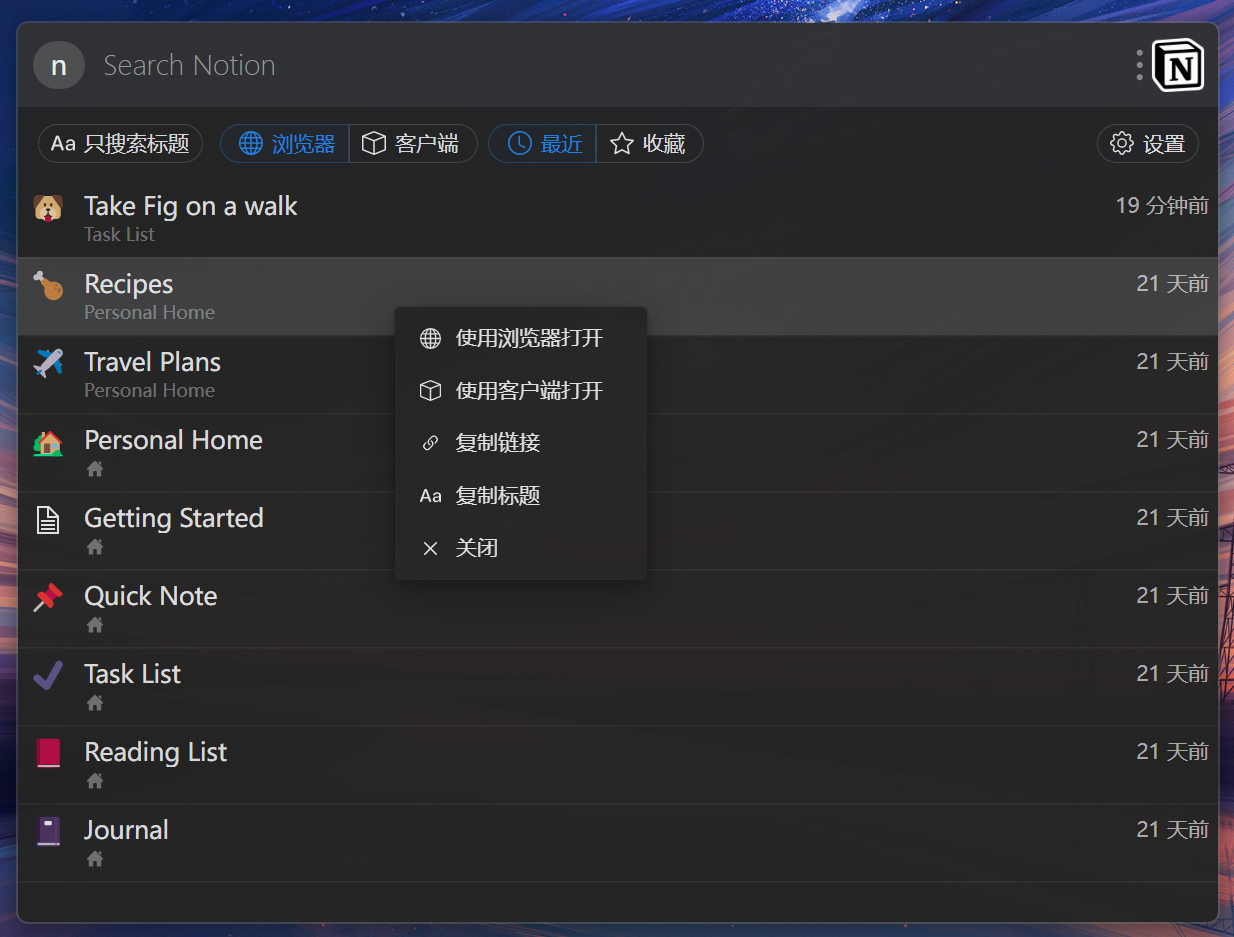 n Search Notion N
Aa 只搜索标题 浏览器 客户端 最近 收藏 设置
Take Fig on a walk 19 分钟前
Task List
Recipes 21 天前
Personal Home
Travel Plans 21 天前
Personal Home
Personal Home 21 天前
Getting Started 21 天前
Quick Note 21 天前
Task List 21 天前
Reading List 21 天前
Journal 21 天前
使用浏览器打开
使用客户端打开
复制链接
Aa 复制标题
关闭